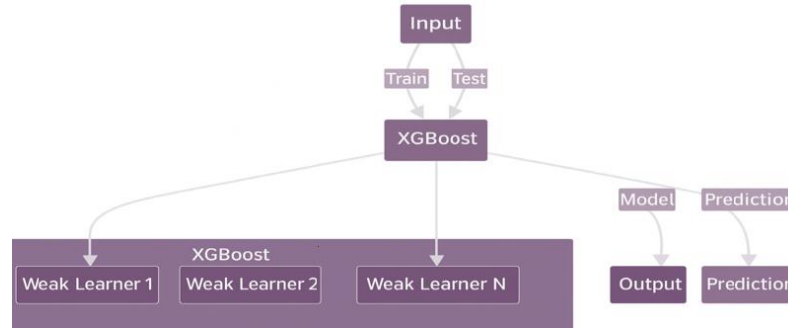 Input
Train
Test
XGBoost
Model
Prediction
XGBoost
Weak Learner 1
Weak Learner 2
Weak Learner N
Output
Prediction